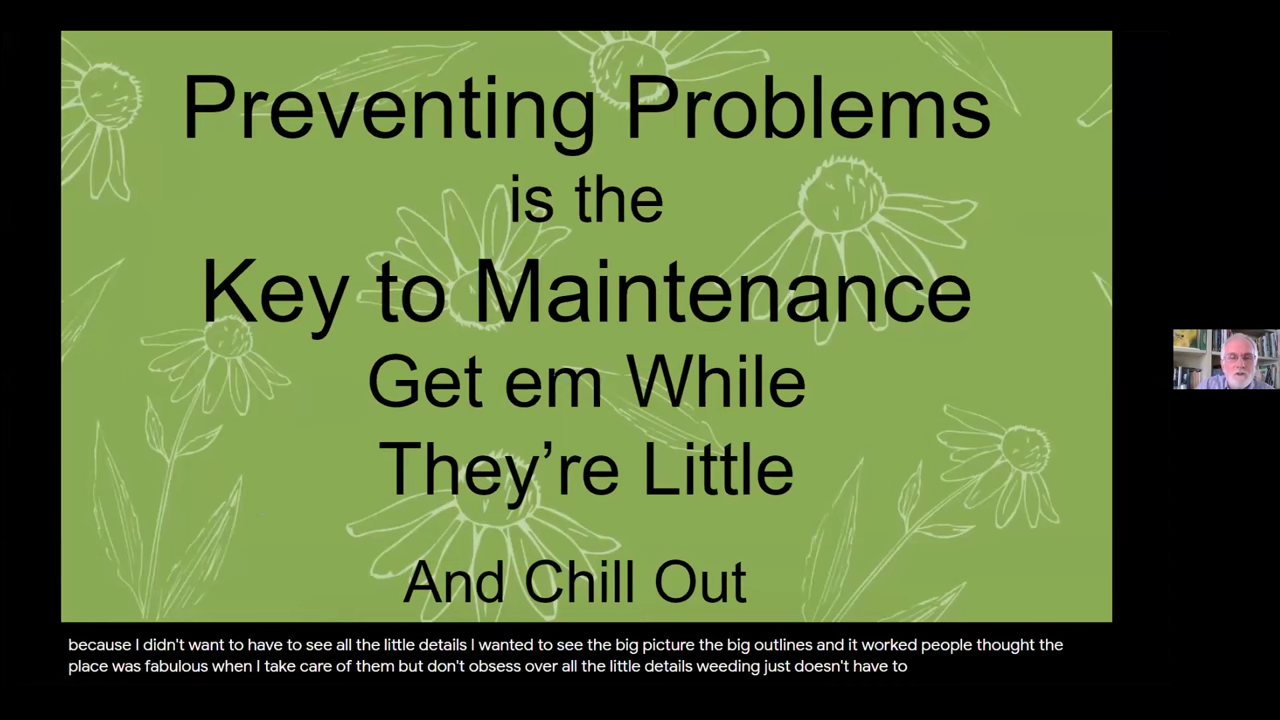 Preventing Problems
is the
Key to Maintenance
Get em While
They’re Little
And Chill Out
because I didn't want to have to see all the little details I wanted to see the big picture the big outlines and it worked people thought the
place was fabulous when I take care of them but don't obsess over all the little details weeding just doesn't have to